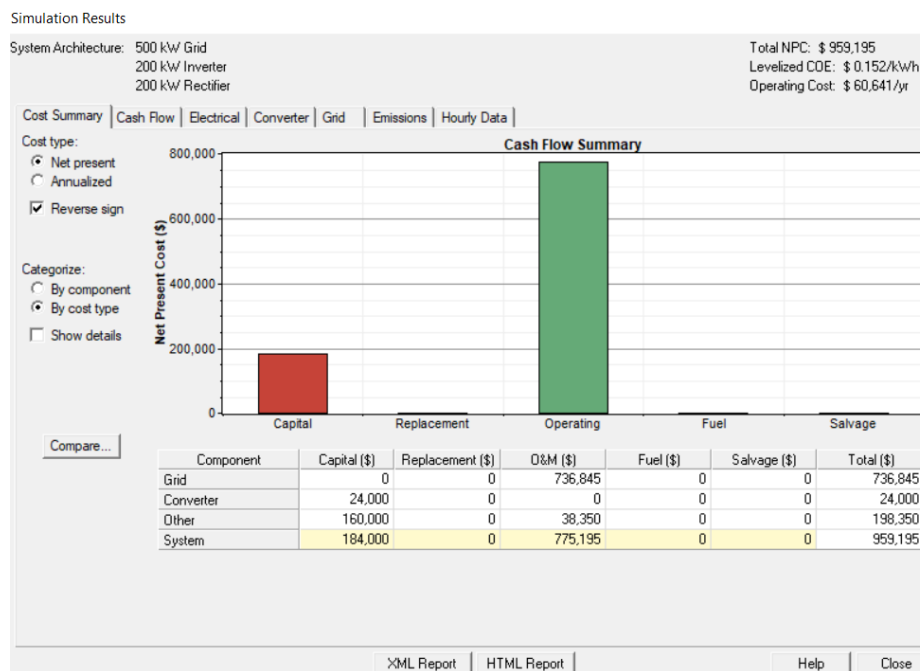 Simulation Results
System Architecture: 500 kW Grid
200 kW Inverter
200 kW Rectifier
Total NPC: $ 959,195
Levelized COE: $ 0.152/kWh
Operating Cost: $ 60,641/yr
Cost Summary Cash Flow Electrical Converter Grid Emissions Hourly Data
Cost type:
Net present
Annualized
Reverse sign
Categorize:
By component
By cost type
Show details
Compare...
Cash Flow Summary
Net Present Cost ($)
800,000
600,000
400,000
200,000
0
Capital Replacement Operating Fuel Salvage
Component Capital ($) Replacement ($) O&M ($) Fuel ($) Salvage ($) Total ($)
Grid 0 0 736,845 0 0 736,845
Converter 24,000 0 0 0 0 24,000
Other 160,000 0 38,350 0 0 198,350
System 184,000 0 775,195 0 0 959,195
XML Report HTML Report Help Close